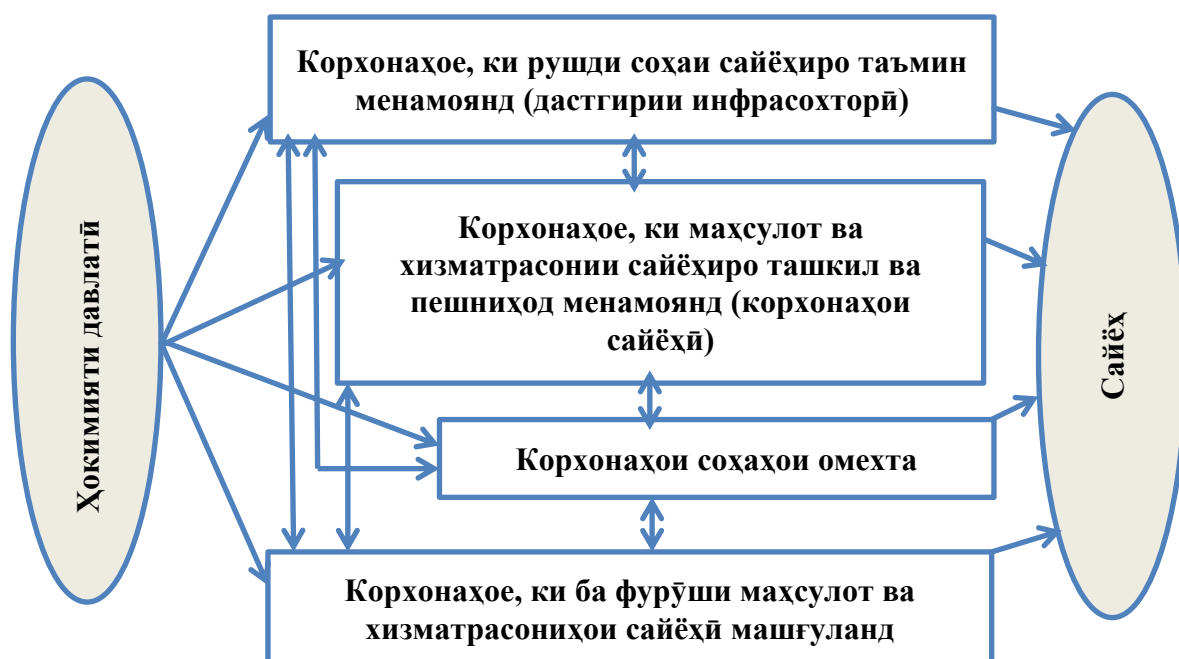 Ҳокимияти давлатӣ
Корхонаҳое, ки рушди соҳаи сайёҳиро таъмин
менамоянд (дастгирии инфрасохторӣ)
Корхонаҳое, ки маҳсулот ва
хизматрасонии сайёҳиро ташкил ва
пешниҳод менамоянд (корхонаҳои
сайёҳӣ)
Корхонаҳои соҳаҳои омехта
Корхонаҳое, ки ба фурӯши маҳсулот ва
хизматрасониҳои сайёҳӣ машғуланд
Сайёҳ